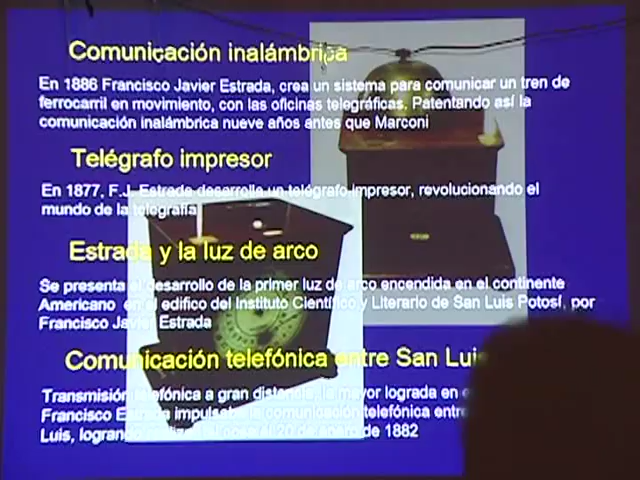 Comunicación inalámbrica
En 1886 Francisco Javier Estrada, crea un sistema para comunicar un tren de
ferrocarril en movimiento, con las oficinas telegráficas. Patentando así la
comunicación inalámbrica nueve años antes que Marconi
Telégrafo impresor
En 1877, F.J. Estrada desarrolla un telégrafo impresor, revolucionando el
mundo de la telegrafía
Estrada y la luz de arco
Se presenta el desarrollo de la primer luz de arco encendida en el continente
Americano en el edifico del Instituto Científico y Literario de San Luis Potosí, por
Francisco Javier Estrada
Comunicación telefónica entre San Luis
Transmisión telefónica a gran distancia, la mayor lograda en
Francisco Estrada impulsaba la comunicación telefónica entre
Luis, logrando el 20 de enero de 1882